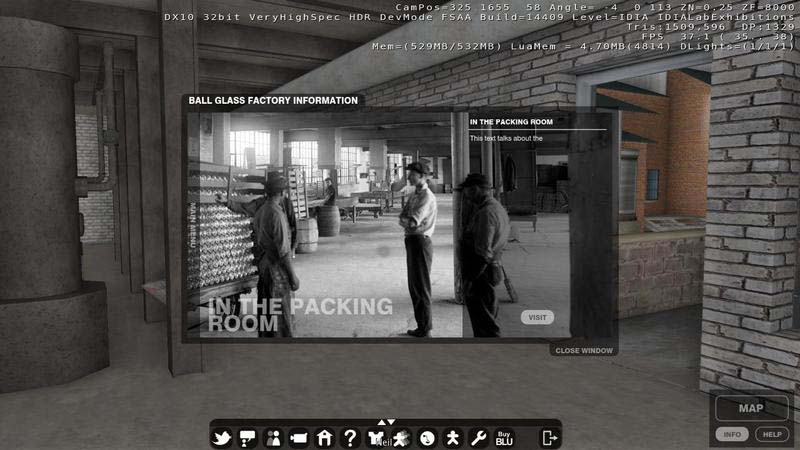 CamPos=325 1655 58 Angle= -4 0 113 ZN=0.25 ZF=8000
DX10 32bit VeryHighSpec HDR DevMode FSAA Build=14409 Level=IDIA IDIALabExhibitions
Tris:1509,596 DP:1329
FPS 37.1 ( 35.. 38)
Mem=(529MB/532MB) LuaMem = 4.70MB(4814) DLights=(1/1/1)
BALL GLASS FACTORY INFORMATION
IN THE PACKING ROOM
This text talks about the
MAIN MENU
IN THE PACKING
ROOM
VISIT
CLOSE WINDOW
MAP
INFO
HELP
Neil
Buy
BLU